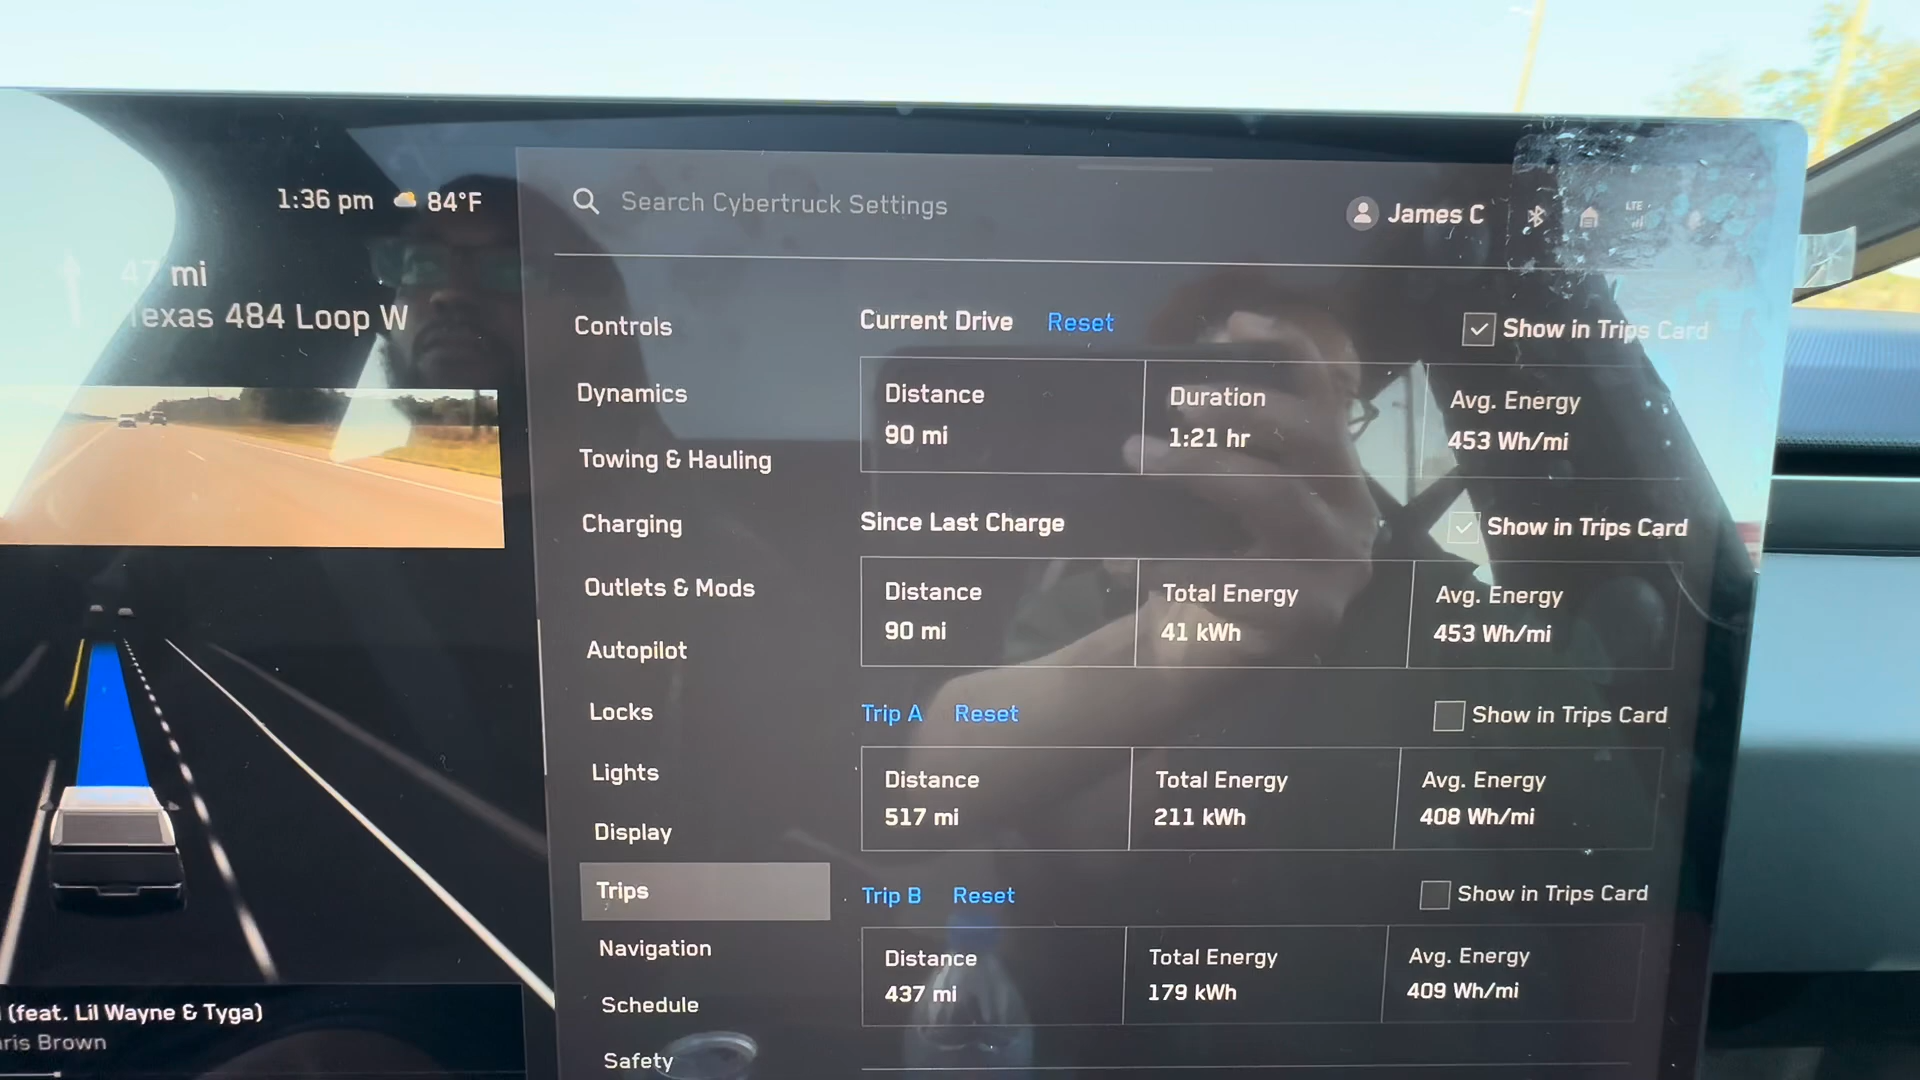 1:36 pm 84°F
47 mi
Texas 484 Loop W
(feat. Lil Wayne & Tyga)
ris Brown
Search Cybertruck Settings
James C
LTE
Controls
Dynamics
Towing & Hauling
Charging
Outlets & Mods
Autopilot
Locks
Lights
Display
Trips
Navigation
Schedule
Safety
Current Drive Reset Show in Trips Card
Distance Duration Avg. Energy
90 mi 1:21 hr 453 Wh/mi
Since Last Charge Show in Trips Card
Distance Total Energy Avg. Energy
90 mi 41 kWh 453 Wh/mi
Trip A Reset Show in Trips Card
Distance Total Energy Avg. Energy
517 mi 211 kWh 408 Wh/mi
Trip B Reset Show in Trips Card
Distance Total Energy Avg. Energy
437 mi 179 kWh 409 Wh/mi